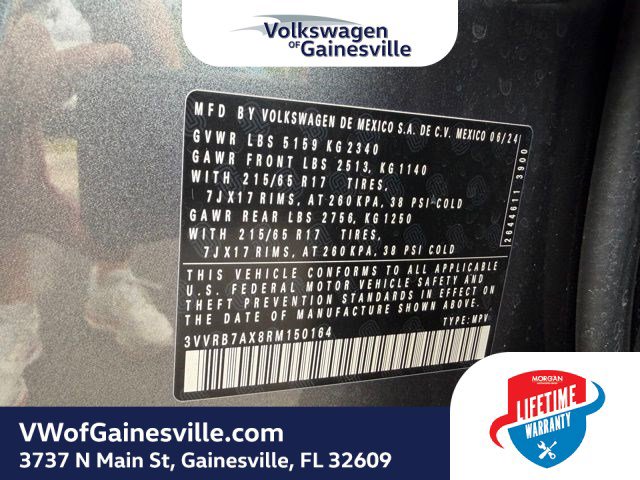 Volkswagen
OF Gainesville
MFD BY VOLKSWAGEN DE MEXICO S.A. DE C.V. MEXICO 06/24
GVWR LBS 5159 KG 2340
GAWR FRONT LBS 2513, KG 1140
WITH 215/65 R17 TIRES,
7JX17 RIMS, AT 260 KPA, 38 PSI COLD
GAWR REAR LBS 2756, KG 1250
WITH 215/65 R17 TIRES,
7JX17 RIMS, AT 260 KPA, 38 PSI COLD
THIS VEHICLE CONFORMS TO ALL APPLICABLE
U.S. FEDERAL MOTOR VEHICLE SAFETY AND
THEFT PREVENTION STANDARDS IN EFFECT ON
THE DATE OF MANUFACTURE SHOWN ABOVE.
3VVRB7AX8RM150164 TYPE: MPV
2644611 3900
MORGAN
LIFETIME
WARRANTY
VWofGainesville.com
3737 N Main St, Gainesville, FL 32609